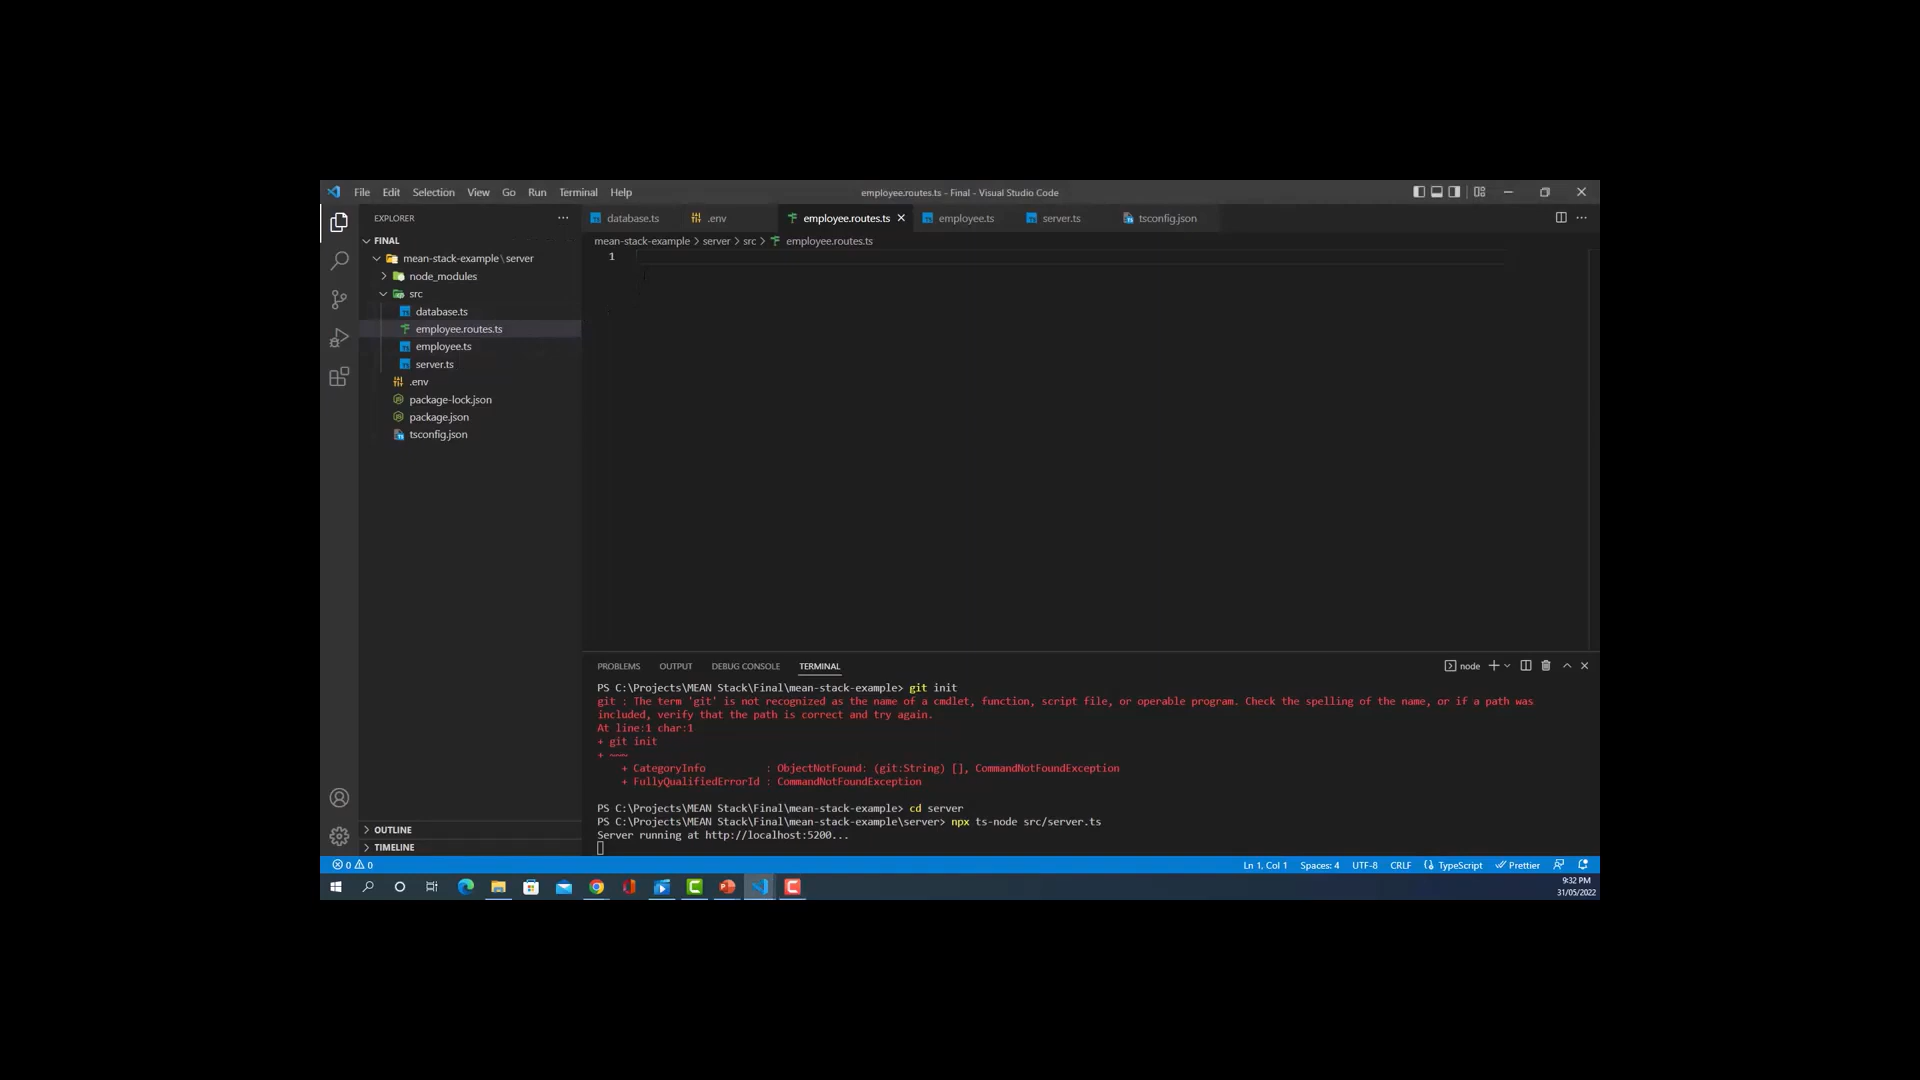 File Edit Selection View Go Run Terminal Help
employee.routes.ts - Final - Visual Studio Code
EXPLORER
database.ts
.env
employee.routes.ts
employee.ts
server.ts
tsconfig.json
FINAL
mean-stack-example > server > src > employee.routes.ts
mean-stack-example\server
node_modules
src
database.ts
employee.routes.ts
employee.ts
server.ts
.env
package-lock.json
package.json
tsconfig.json
1
PROBLEMS OUTPUT DEBUG CONSOLE TERMINAL
node
PS C:\Projects\MEAN Stack\Final\mean-stack-example> git init
git : The term 'git' is not recognized as the name of a cmdlet, function, script file, or operable program. Check the spelling of the name, or if a path was
included, verify that the path is correct and try again.
At line:1 char:1
+ git init
+ ~~~
+ CategoryInfo : ObjectNotFound: (git:String) [], CommandNotFoundException
+ FullyQualifiedErrorId : CommandNotFoundException
PS C:\Projects\MEAN Stack\Final\mean-stack-example> cd server
PS C:\Projects\MEAN Stack\Final\mean-stack-example\server> npx ts-node src/server.ts
Server running at http://localhost:5200...
OUTLINE
TIMELINE
0 0
Ln 1, Col 1 Spaces: 4 UTF-8 CRLF TypeScript Prettier
9:32 PM
31/05/2022